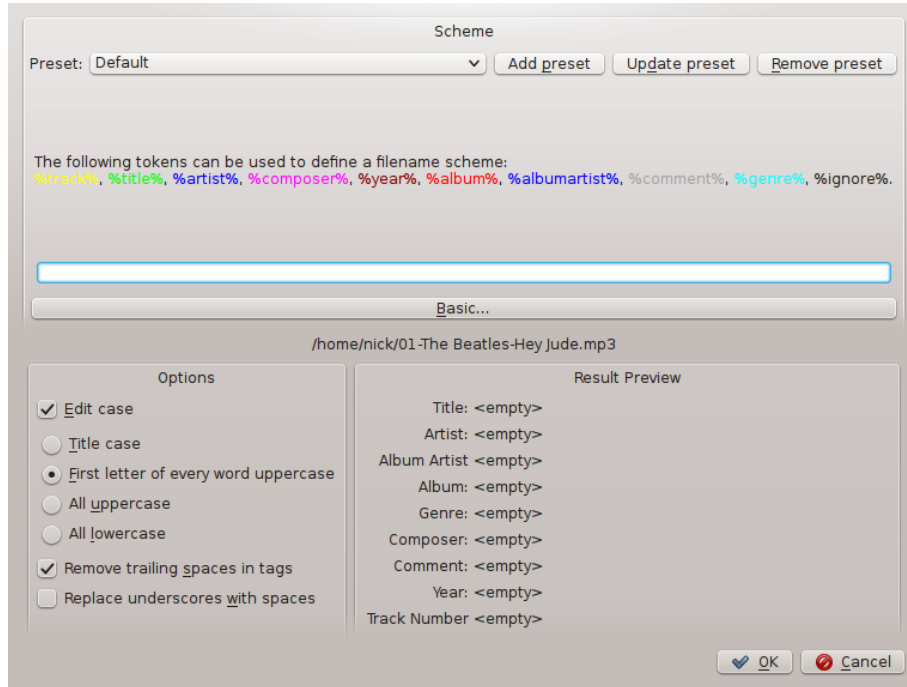 Scheme
Preset: Default Add preset Update preset Remove preset
The following tokens can be used to define a filename scheme:
%track%, %title%, %artist%, %composer%, %year%, %album%, %albumartist%, %comment%, %genre%, %ignore%.
Basic...
/home/nick/01-The Beatles-Hey Jude.mp3
Options
Edit case
Title case
First letter of every word uppercase
All uppercase
All lowercase
Remove trailing spaces in tags
Replace underscores with spaces
Result Preview
Title: <empty>
Artist: <empty>
Album Artist <empty>
Album: <empty>
Genre: <empty>
Composer: <empty>
Comment: <empty>
Year: <empty>
Track Number <empty>
OK Cancel